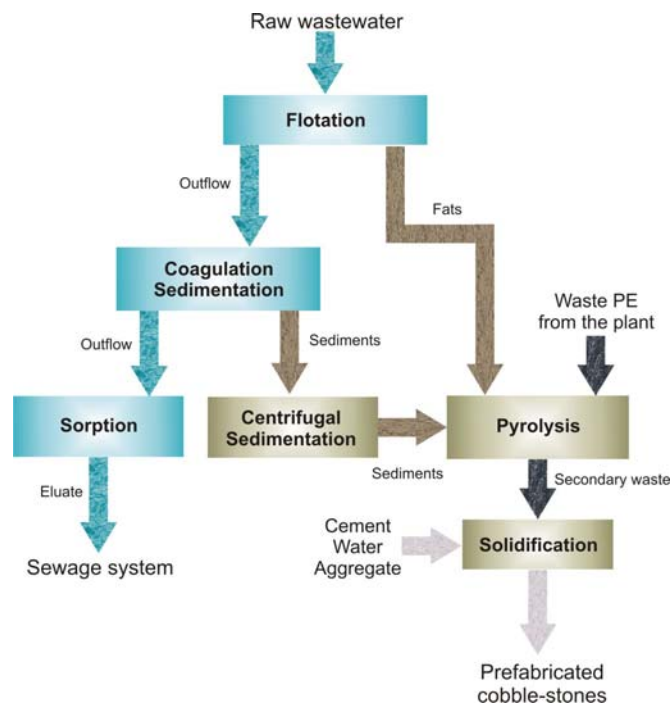 Raw wastewater
Flotation
Outflow
Fats
Coagulation
Sedimentation
Waste PE
from the plant
Outflow
Sediments
Sorption
Centrifugal
Sedimentation
Pyrolysis
Sediments
Eluate
Secondary waste
Cement
Water
Aggregate
Solidification
Sewage system
Prefabricated
cobble-stones